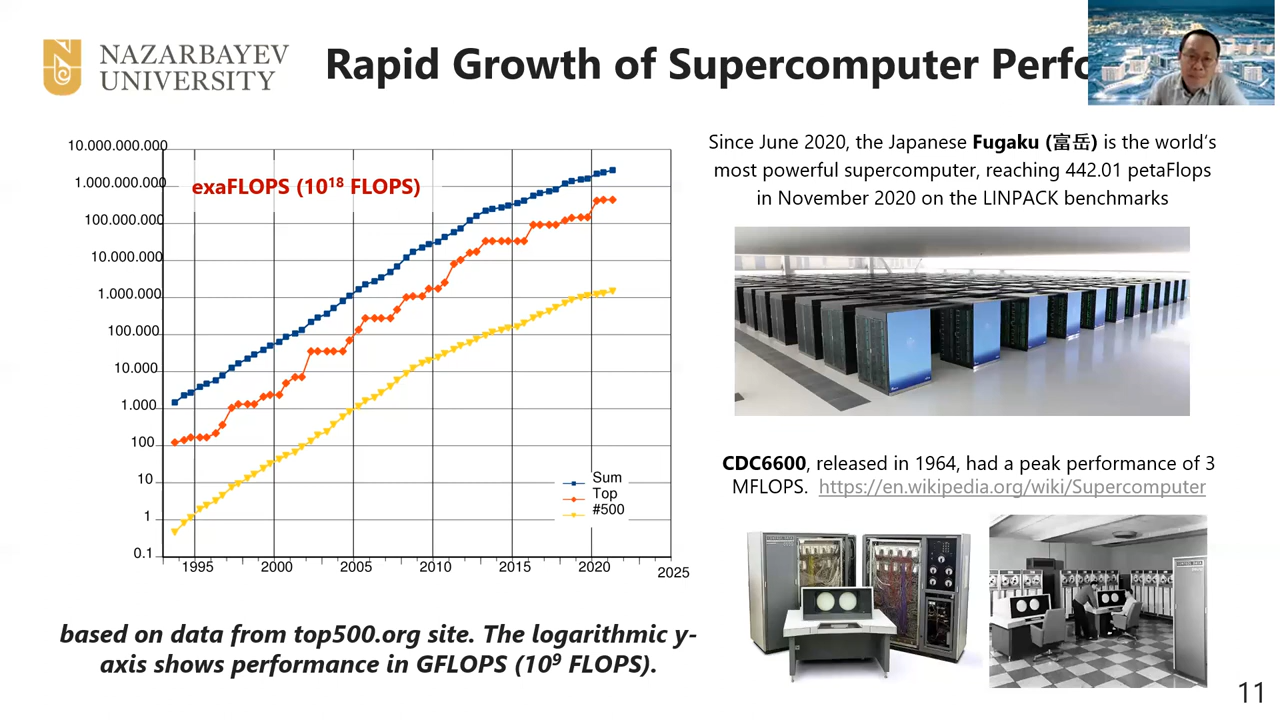 NAZARBAYEV
UNIVERSITY
Rapid Growth of Supercomputer Perfo
10.000.000.000
1.000.000.000
100.000.000
10.000.000
1.000.000
100.000
10.000
1.000
100
10
1
0.1
exaFLOPS (10¹⁸ FLOPS)
Sum
Top
#500
1995 2000 2005 2010 2015 2020 2025
based on data from top500.org site. The logarithmic y-
axis shows performance in GFLOPS (10⁹ FLOPS).
Since June 2020, the Japanese Fugaku (富岳) is the world's
most powerful supercomputer, reaching 442.01 petaFlops
in November 2020 on the LINPACK benchmarks
CDC6600, released in 1964, had a peak performance of 3
MFLOPS. https://en.wikipedia.org/wiki/Supercomputer
11